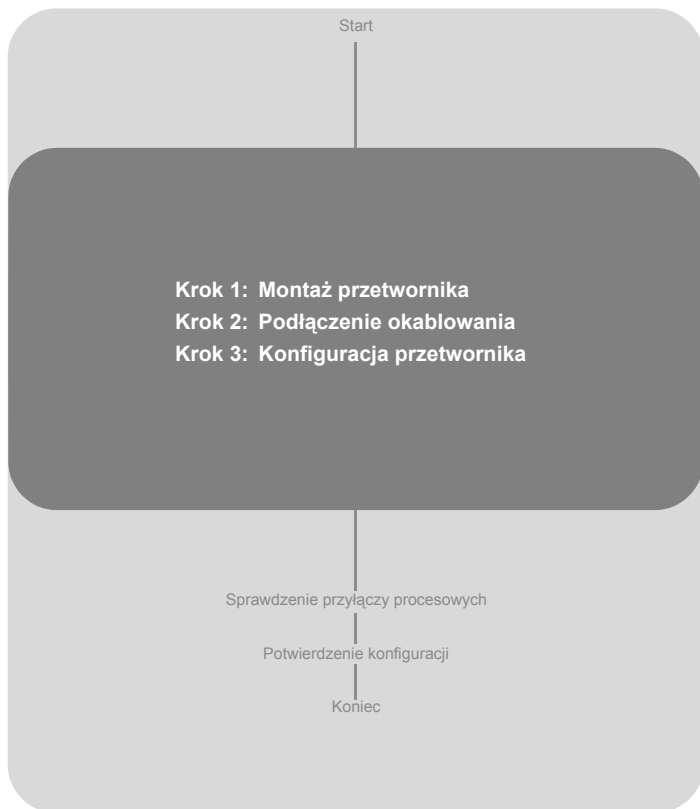 Start
Krok 1: Montaż przetwornika
Krok 2: Podłączenie okablowania
Krok 3: Konfiguracja przetwornika
Sprawdzenie przyłączy procesowych
Potwierdzenie konfiguracji
Koniec